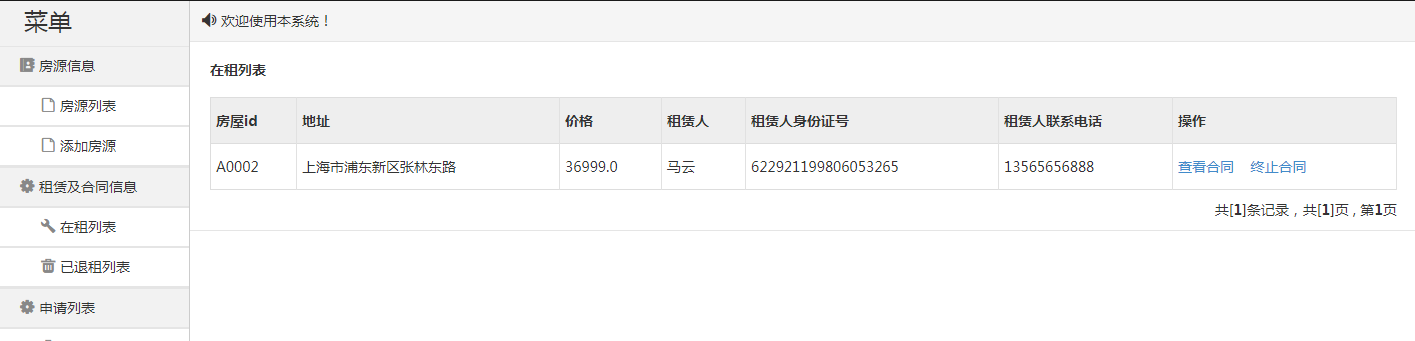 菜单
欢迎使用本系统！
房源信息
房源列表
添加房源
租赁及合同信息
在租列表
已退租列表
申请列表
在租列表
房屋id 地址 价格 租赁人 租赁人身份证号 租赁人联系电话 操作
A0002 上海市浦东新区张林东路 36999.0 马云 622921199806053265 13565656888 查看合同 终止合同
共[1]条记录，共[1]页，第1页